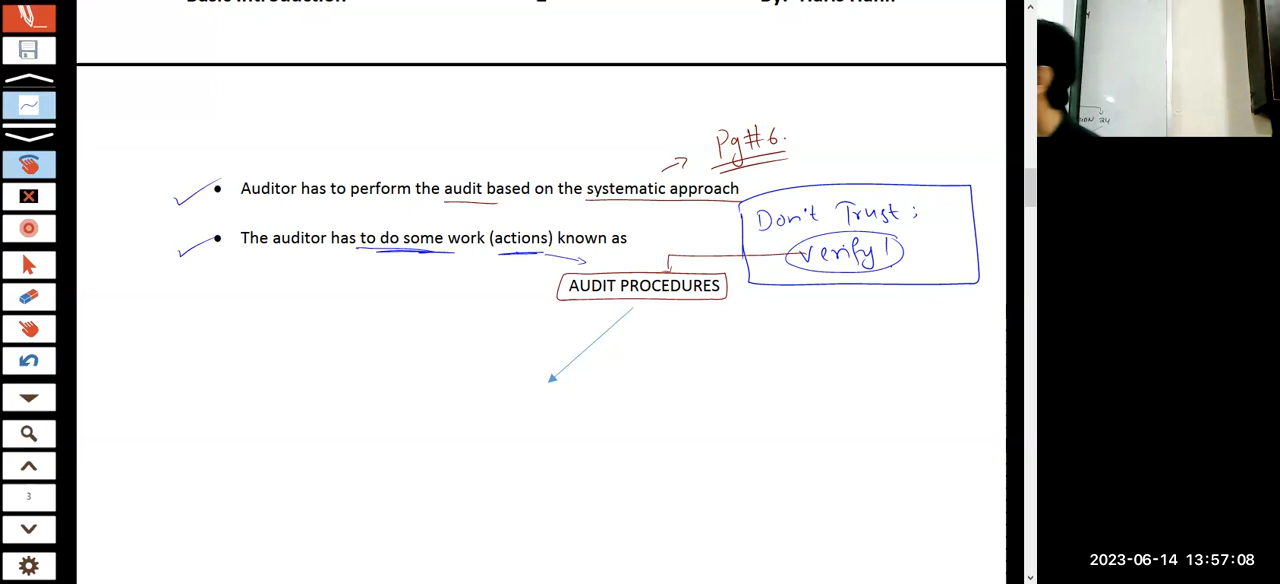 Pg#6.
• Auditor has to perform the audit based on the systematic approach
Don't Trust;
• The auditor has to do some work (actions) known as
verify!
AUDIT PROCEDURES
3
2023-06-14 13:57:08